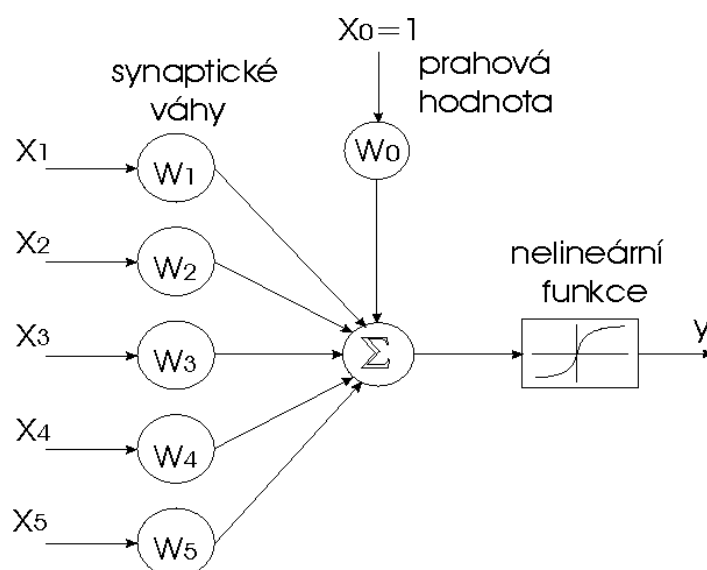 X0=1
synaptické
váhy
prahová
hodnota
X1
W1
W0
X2
W2
X3
W3
Σ
nelineární
funkce
y
X4
W4
X5
W5